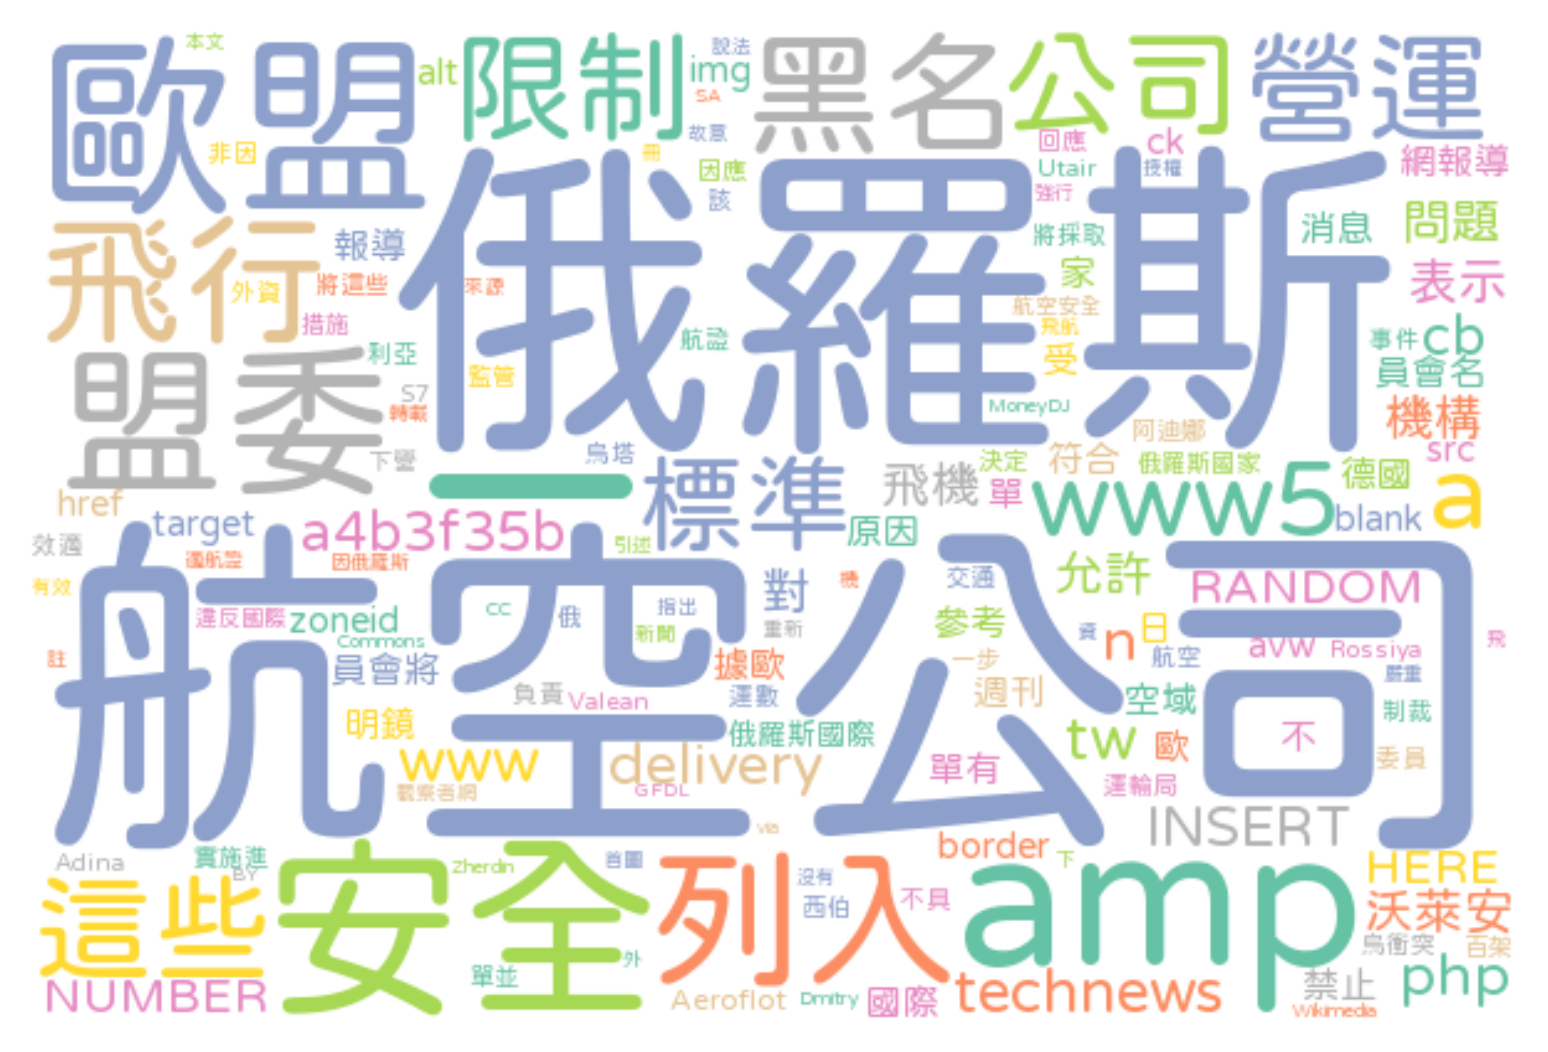 本文
說法
歐盟
alt
限制
img
黑名
公司
營運
SA
故意
回應
ck
非因
冊
因應
Utair
授權
網報導
俄羅斯
該
強行
飛行
報導
將採取
消息
問題
外資
將這些
來源
家
表示
航空安全
措施
飛航
航證
利亞
受
事件
cb
盟委
監管
員會名
S7
轉載
MoneyDJ
機構
阿迪娜
下轄
烏塔
符合
俄羅斯國家
src
決定
一
標準
飛機
單
www5
德國
a
href
target
a4b3f35b
原因
blank
效適
引述
適航證
因俄羅斯
有效
航空公司
對
機
交通
允許
RANDOM
違反國際
zoneid
cc
俄
指出
參考
Commons
新聞
重新
資
n
日
avw
Rossiya
飛
註
員會將
據歐
一步
航空
嚴重
負責
Valean
運數
週刊
空域
制裁
明鏡
俄羅斯國際
tw
歐
不
www
delivery
單有
委員
觀察者網
GFDL
運輸局
via
INSERT
Adina
實施進
BY
Zherdin
首圖
border
下
HERE
這些
安全
列入
沒有
amp
西伯
不具
沃萊安
烏衝突
百架
單並
外
php
NUMBER
Aeroflot
Dmitry
國際
technews
禁止
Wikimedia